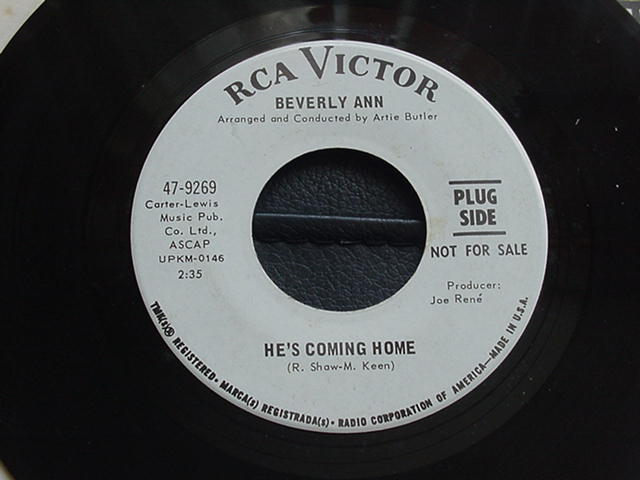 RCA VICTOR
BEVERLY ANN
Arranged and Conducted by Artie Butler
47-9269
Carter-Lewis
Music Pub.
Co. Ltd.,
ASCAP
UPKM-0146
2:35
PLUG
SIDE
NOT FOR SALE
Producer:
Joe René
HE'S COMING HOME
(R. Shaw-M. Keen)
TMK(s)® REGISTERED • MARCA(s) REGISTRADA(s) • RADIO CORPORATION OF AMERICA—MADE IN U.S.A.